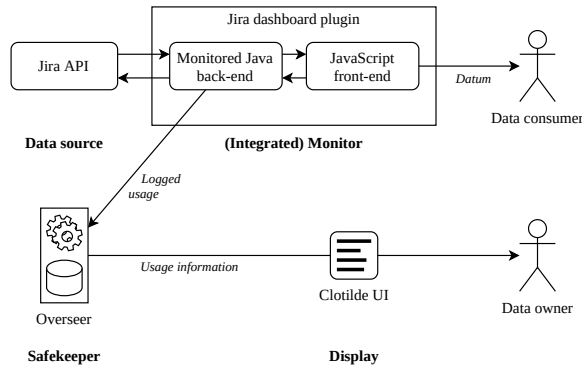 Jira dashboard plugin
Jira API
Monitored Java
back-end
JavaScript
front-end
Datum
Data consumer
Data source
(Integrated) Monitor
Logged
usage
Usage information
Overseer
Clotilde UI
Data owner
Safekeeper
Display